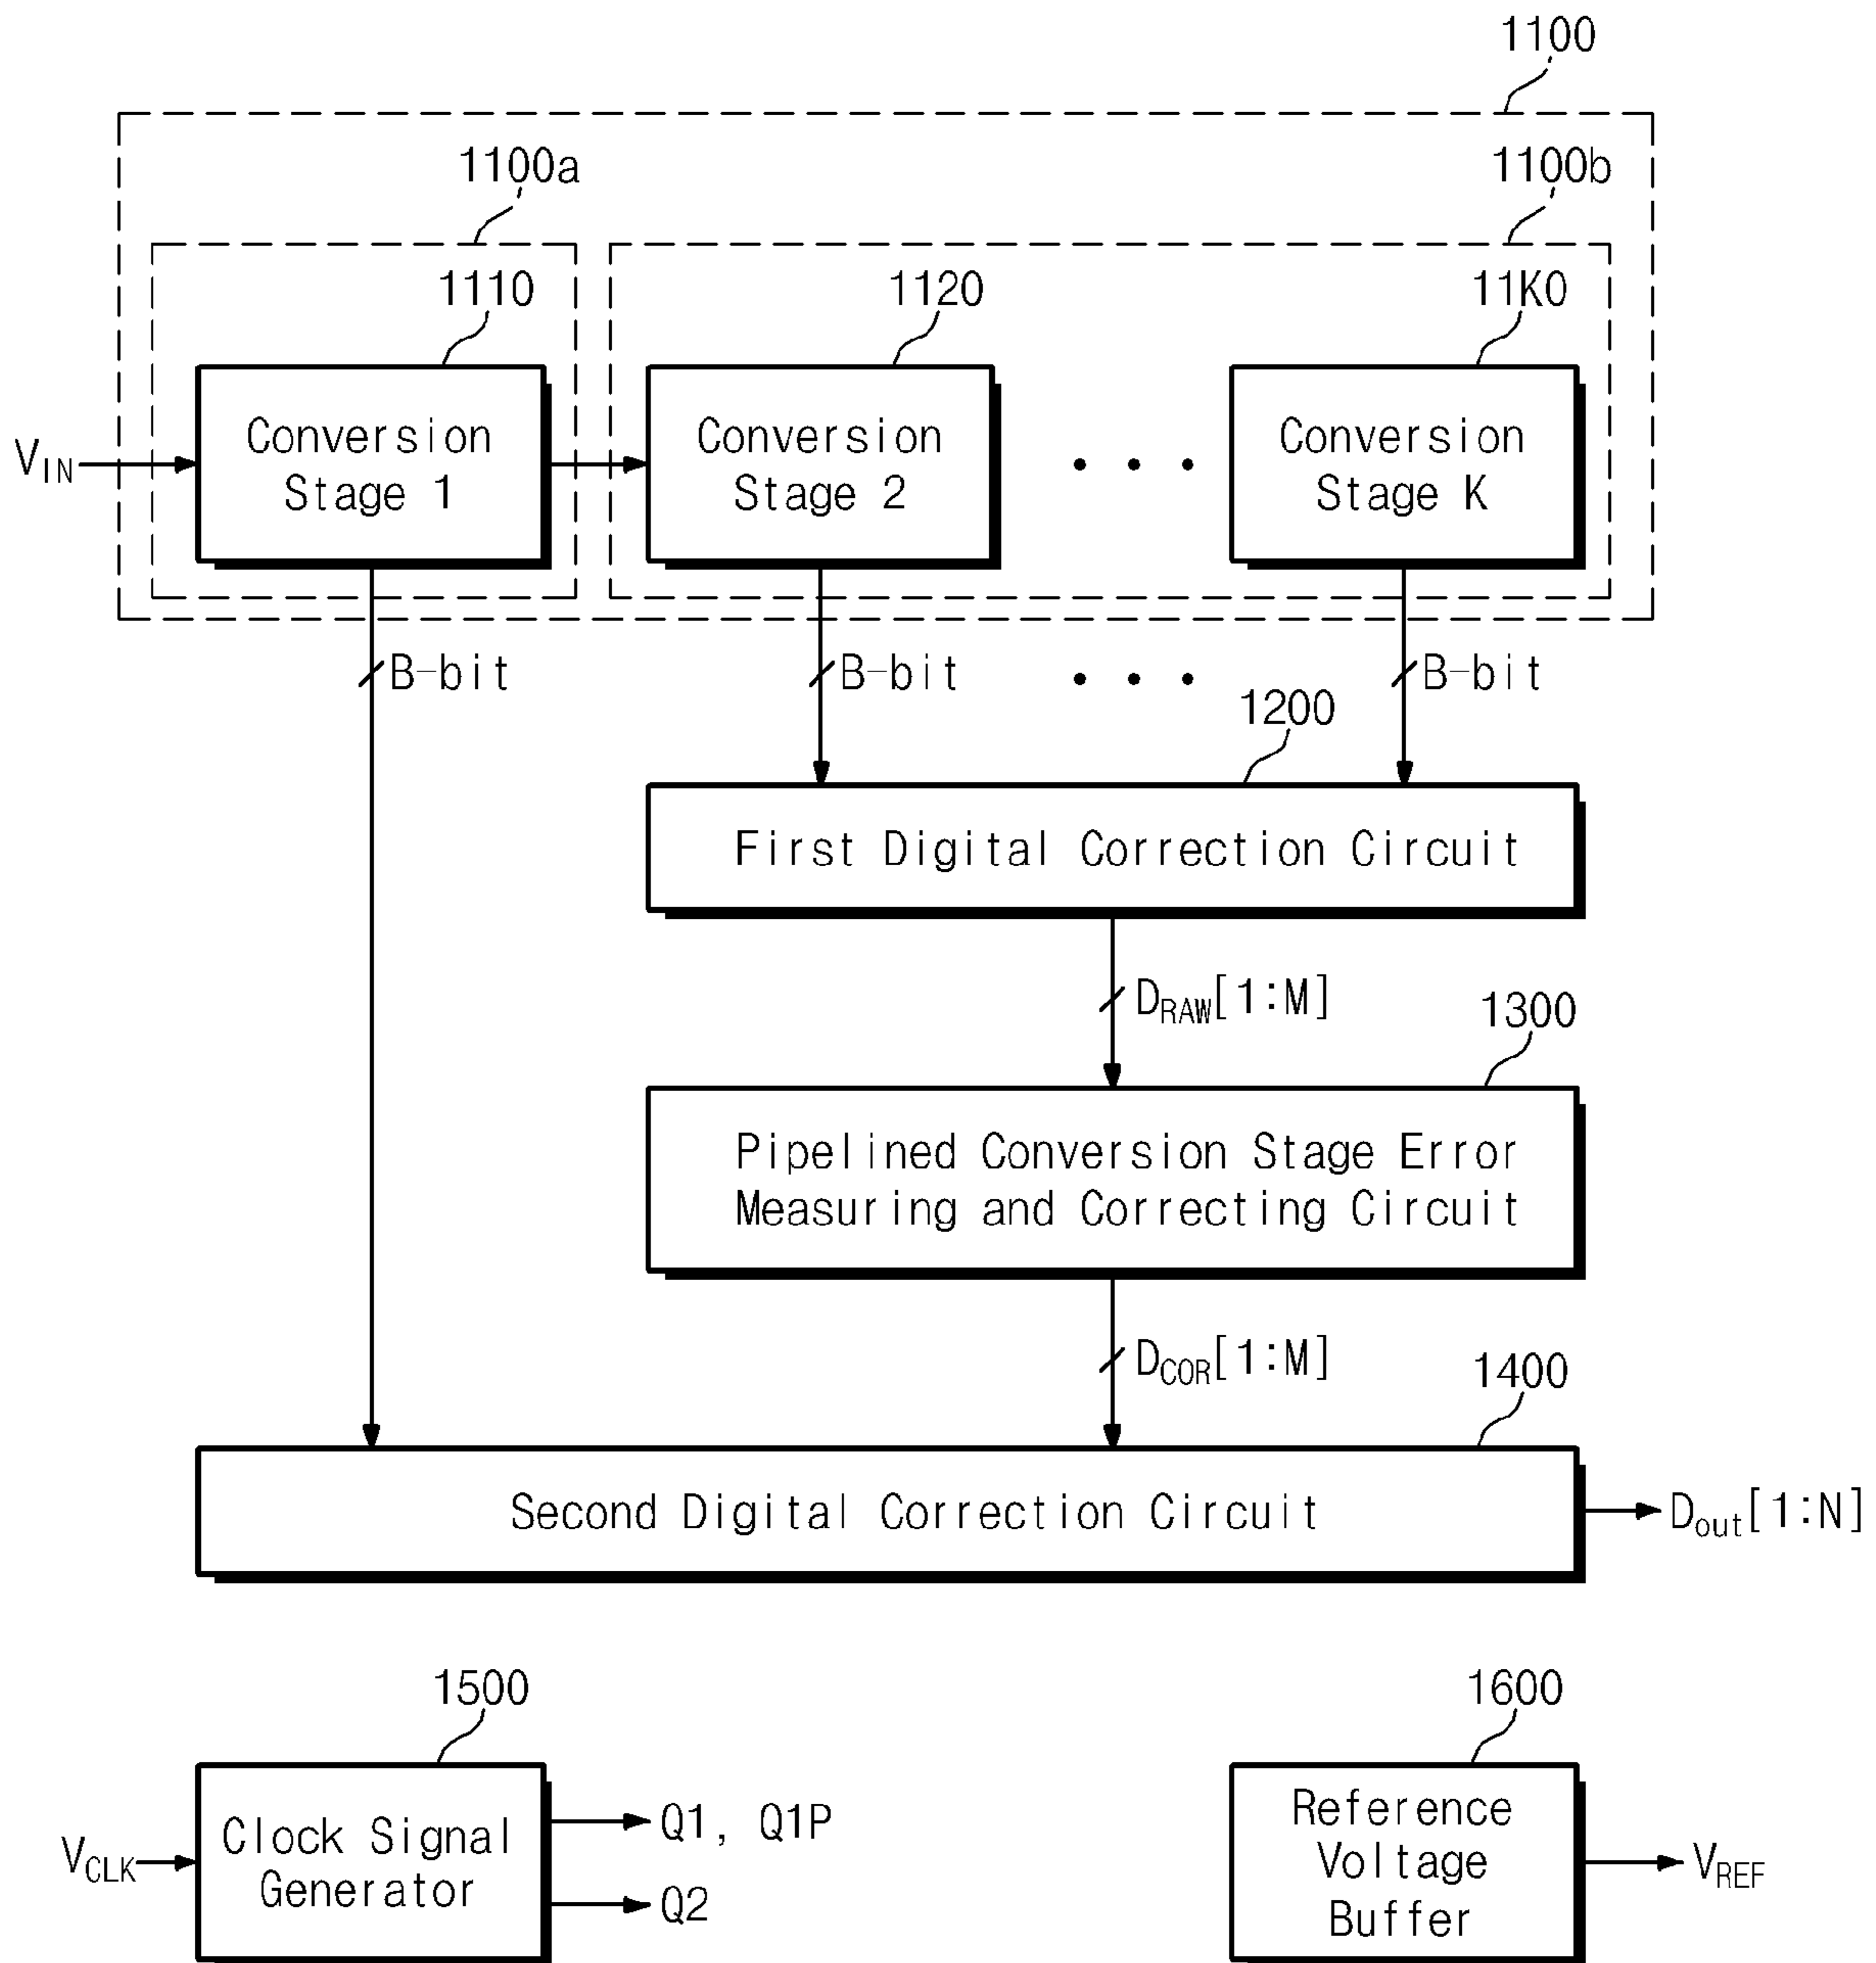 1100
1100a
1100b
1110
1120
11K0
VIN
Conversion
Stage 1
Conversion
Stage 2
• • •
Conversion
Stage K
B-bit
B-bit
• • •
B-bit
1200
First Digital Correction Circuit
DRAW[1:M]
1300
Pipelined Conversion Stage Error
Measuring and Correcting Circuit
DCOR[1:M]
1400
Second Digital Correction Circuit
Dout[1:N]
1500
1600
VCLK
Clock Signal
Generator
Q1, Q1P
Q2
Reference
Voltage
Buffer
VREF